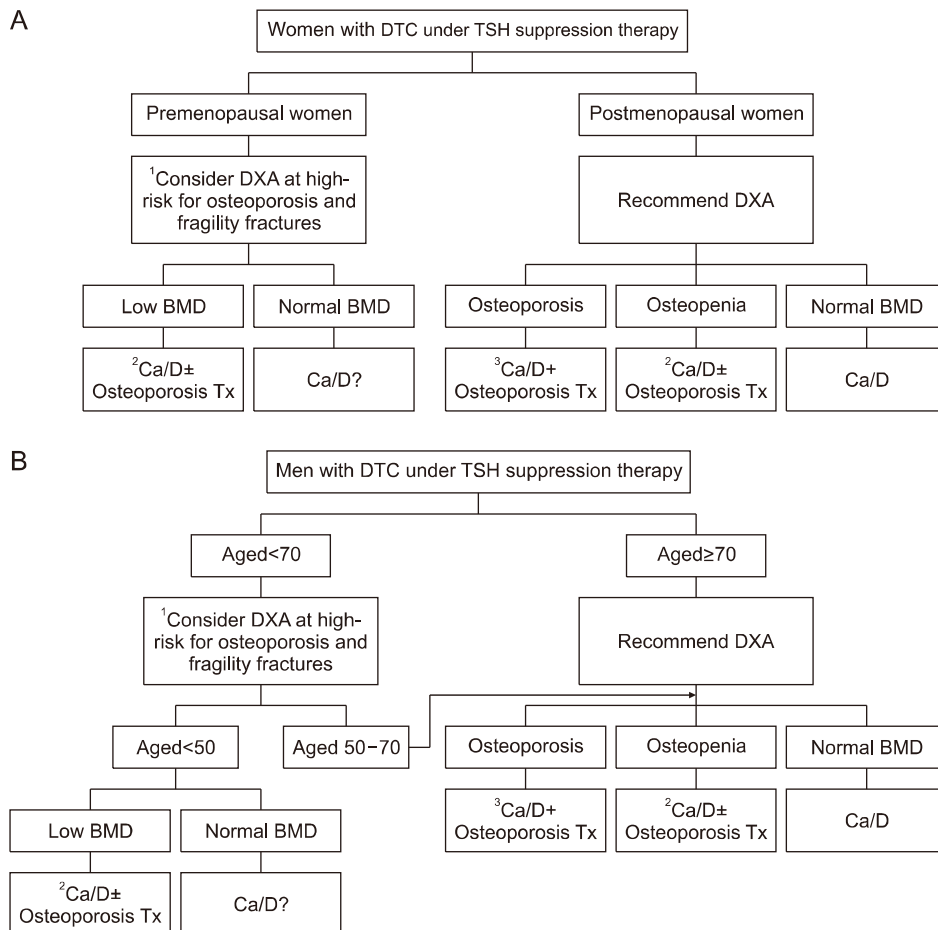 A
Women with DTC under TSH suppression therapy
Premenopausal women
Postmenopausal women
¹Consider DXA at high-
risk for osteoporosis and
fragility fractures
Recommend DXA
Low BMD
Normal BMD
Osteoporosis
Osteopenia
Normal BMD
²Ca/D±
Osteoporosis Tx
Ca/D?
³Ca/D+
Osteoporosis Tx
²Ca/D±
Osteoporosis Tx
Ca/D
B
Men with DTC under TSH suppression therapy
Aged<70
Aged≥70
¹Consider DXA at high-
risk for osteoporosis and
fragility fractures
Recommend DXA
Aged<50
Aged 50−70
Osteoporosis
Osteopenia
Normal BMD
Low BMD
Normal BMD
³Ca/D+
Osteoporosis Tx
²Ca/D±
Osteoporosis Tx
Ca/D
²Ca/D±
Osteoporosis Tx
Ca/D?